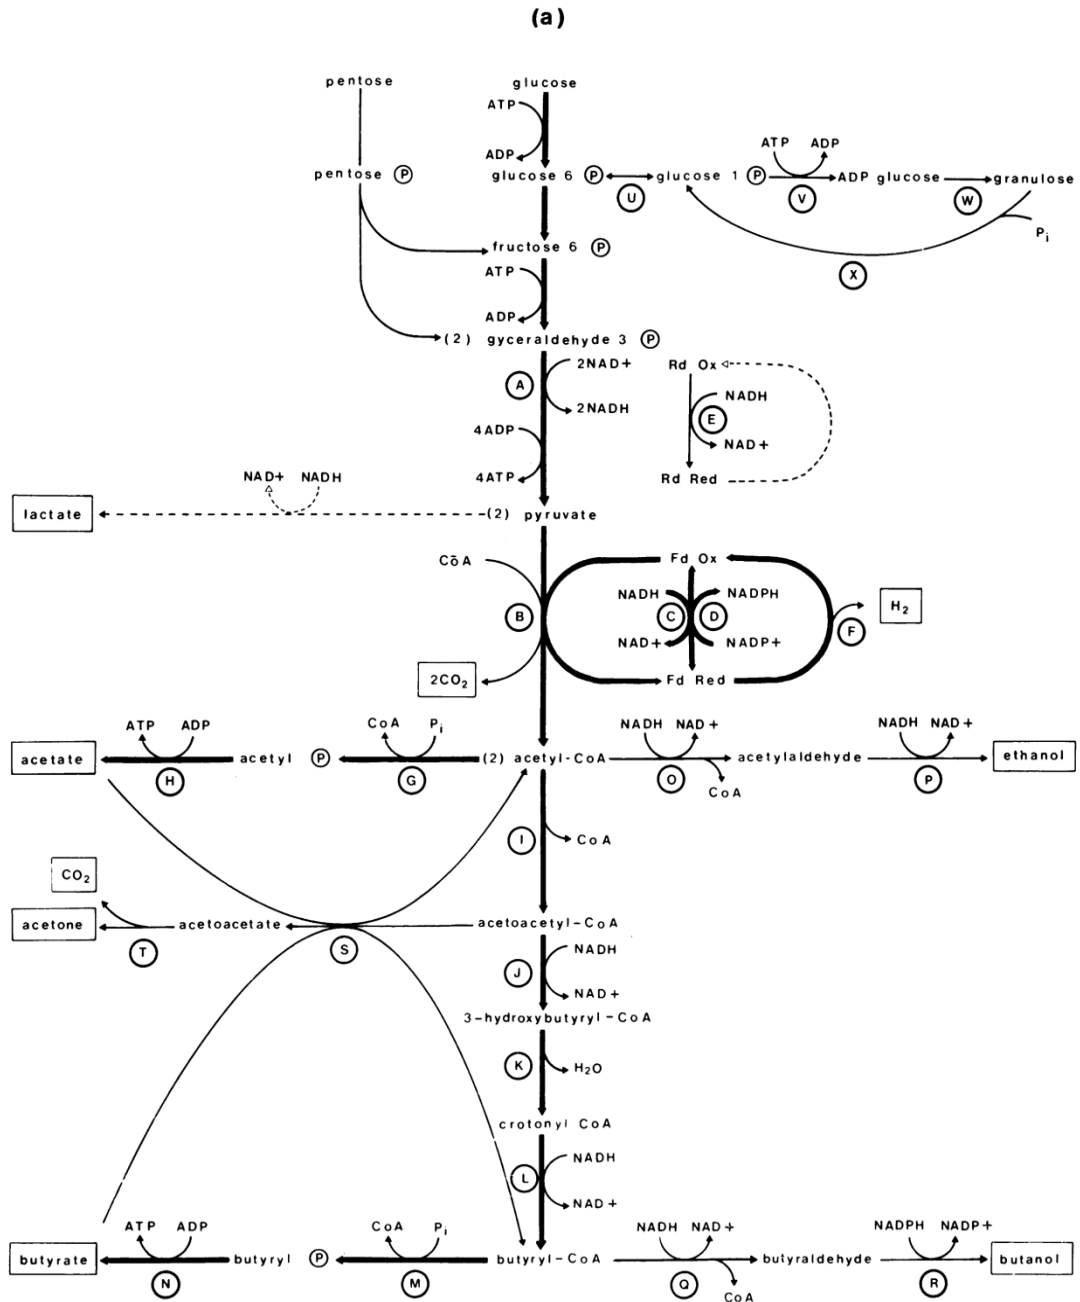 (a)
pentose
glucose
ATP
ADP
ATP
ADP
pentose P
glucose 6 P
glucose 1 P
ADP glucose
granulose
U
V
W
Pi
fructose 6 P
X
ATP
ADP
(2) gyceraldehyde 3 P
A
2NAD+
2NADH
Rd Ox
NADH
E
NAD+
Rd Red
4ADP
4ATP
NAD+
NADH
lactate
(2) pyruvate
CōA
Fd Ox
NADH
NADPH
H2
B
C
D
F
NAD+
NADP+
2CO2
Fd Red
ATP
ADP
CoA
Pi
NADH
NAD+
NADH
NAD+
acetate
acetyl P
(2) acetyl-CoA
acetylaldehyde
ethanol
H
G
O
P
CoA
I
CoA
CO2
acetone
acetoacetate
acetoacetyl-CoA
T
S
J
NADH
NAD+
3-hydroxybutyryl-CoA
K
H2O
crotonyl CoA
L
NADH
NAD+
ATP
ADP
CoA
Pi
NADH
NAD+
NADPH
NADP+
butyrate
butyryl P
butyryl-CoA
butyraldehyde
butanol
N
M
Q
R
CoA